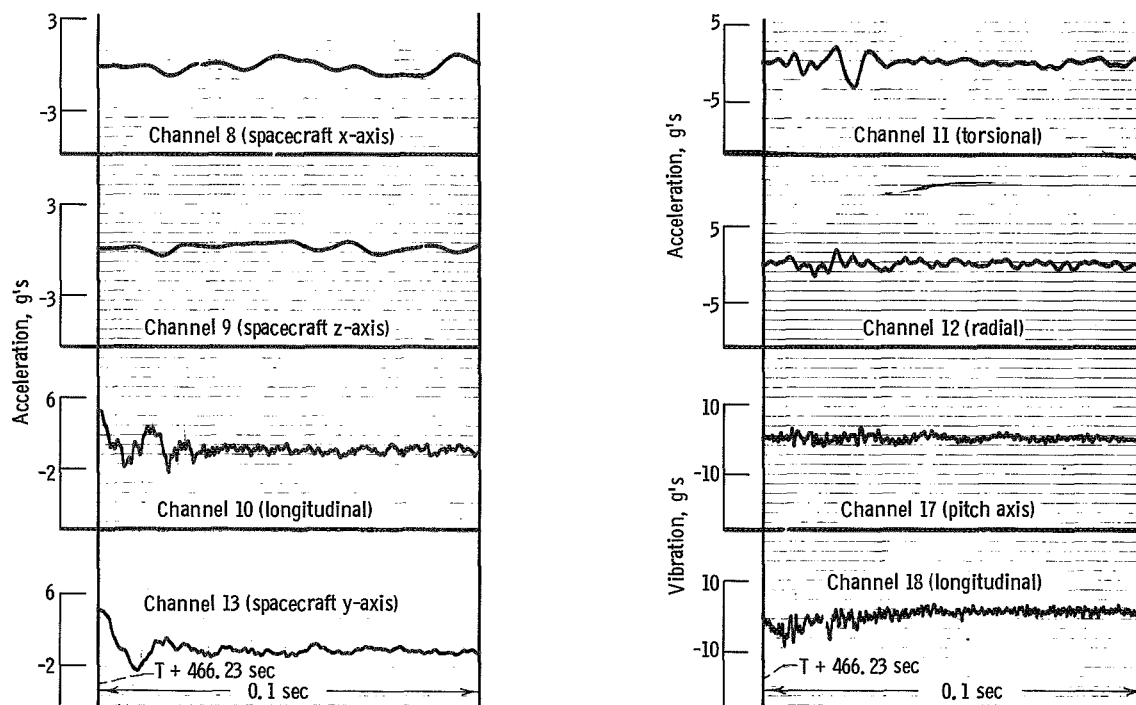 3
-3
Channel 8 (spacecraft x-axis)
3
-3
Channel 9 (spacecraft z-axis)
Acceleration, g's
6
-2
Channel 10 (longitudinal)
6
Channel 13 (spacecraft y-axis)
-2
T + 466.23 sec
0.1 sec
5
-5
Channel 11 (torsional)
Acceleration, g's
5
-5
Channel 12 (radial)
10
-10
Channel 17 (pitch axis)
Vibration, g's
10
Channel 18 (longitudinal)
-10
T + 466.23 sec
0.1 sec